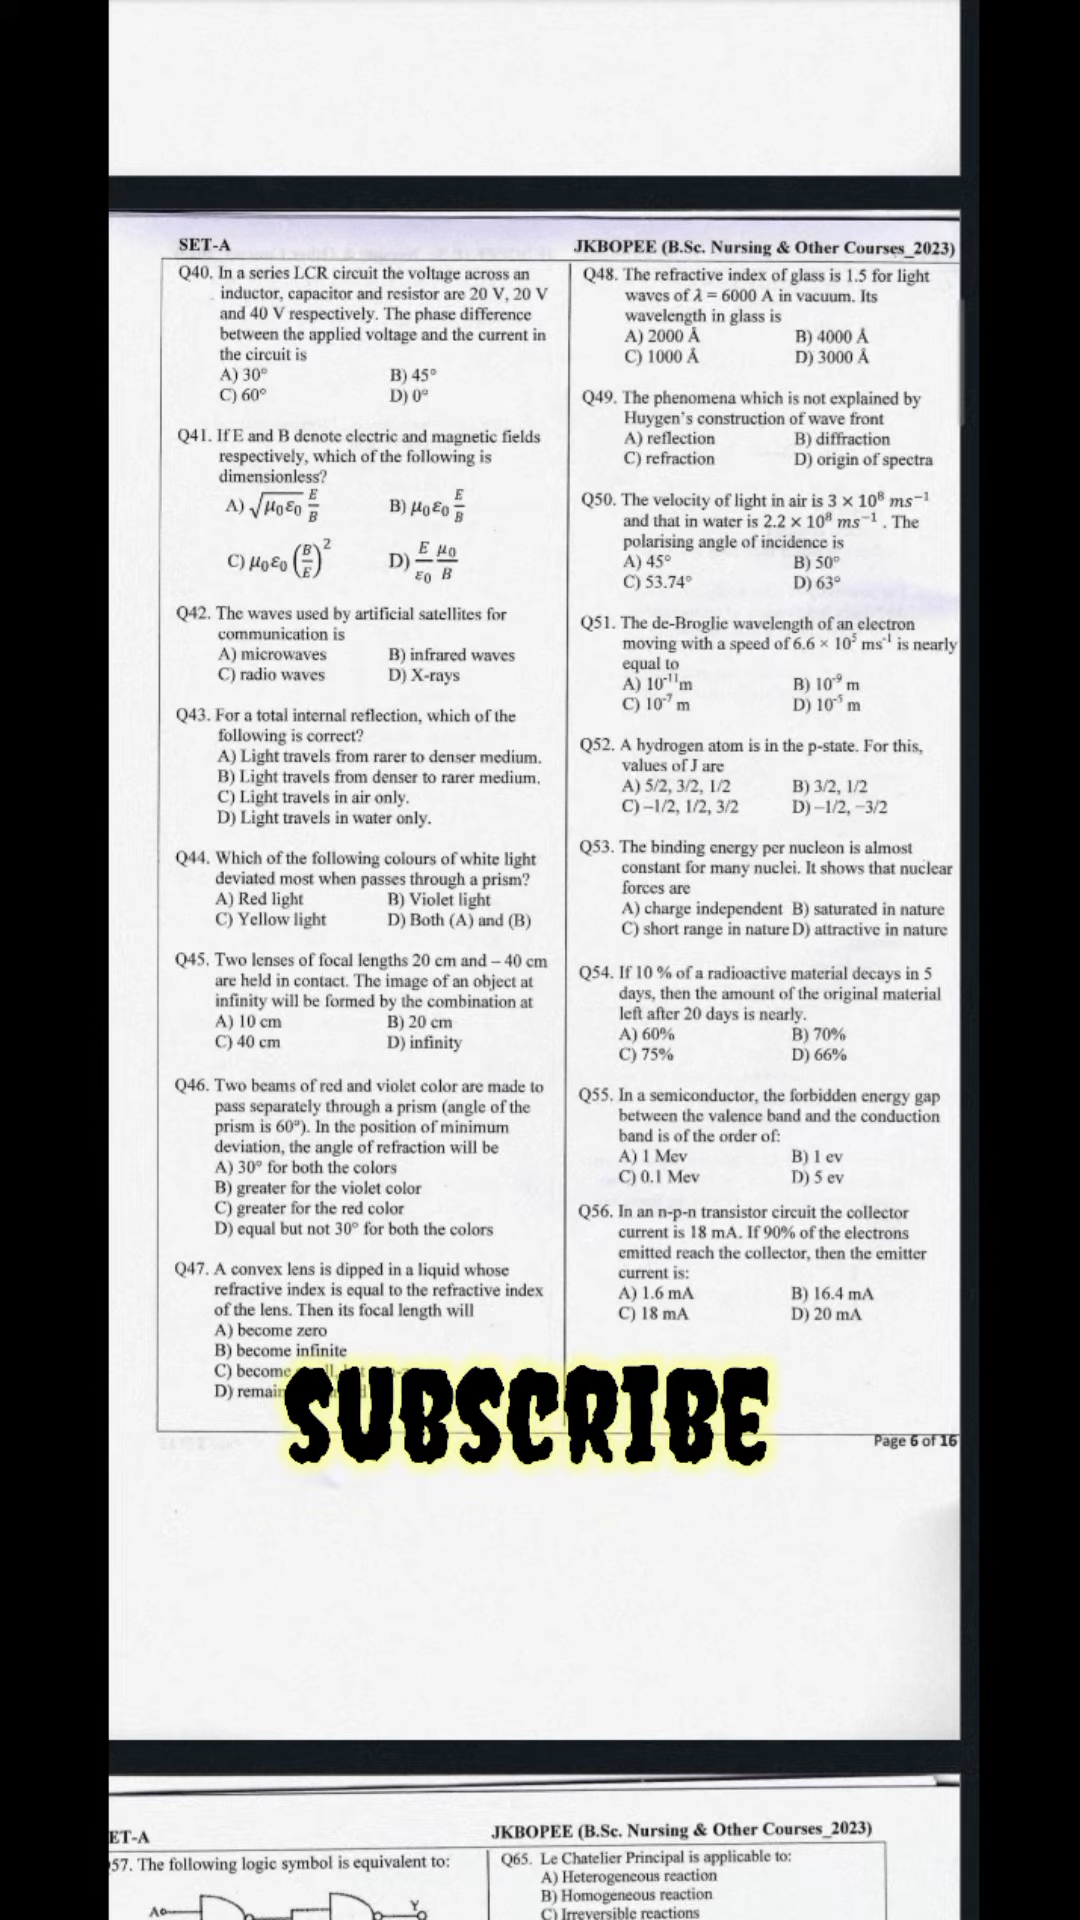 SET-A
JKBOPEE (B.Sc. Nursing & Other Courses_2023)
Q40. In a series LCR circuit the voltage across an
inductor, capacitor and resistor are 20 V, 20 V
and 40 V respectively. The phase difference
between the applied voltage and the current in
the circuit is
A) 30° B) 45°
C) 60° D) 0°
Q41. If E and B denote electric and magnetic fields
respectively, which of the following is
dimensionless?
A) √μ₀ε₀ E/B B) μ₀ε₀ E/B
C) μ₀ε₀ (B/E)² D) E/ε₀ μ₀/B
Q42. The waves used by artificial satellites for
communication is
A) microwaves B) infrared waves
C) radio waves D) X-rays
Q43. For a total internal reflection, which of the
following is correct?
A) Light travels from rarer to denser medium.
B) Light travels from denser to rarer medium.
C) Light travels in air only.
D) Light travels in water only.
Q44. Which of the following colours of white light
deviated most when passes through a prism?
A) Red light B) Violet light
C) Yellow light D) Both (A) and (B)
Q45. Two lenses of focal lengths 20 cm and – 40 cm
are held in contact. The image of an object at
infinity will be formed by the combination at
A) 10 cm B) 20 cm
C) 40 cm D) infinity
Q46. Two beams of red and violet color are made to
pass separately through a prism (angle of the
prism is 60°). In the position of minimum
deviation, the angle of refraction will be
A) 30° for both the colors
B) greater for the violet color
C) greater for the red color
D) equal but not 30° for both the colors
Q47. A convex lens is dipped in a liquid whose
refractive index is equal to the refractive index
of the lens. Then its focal length will
A) become zero
B) become infinite
C) become
D)
Q48. The refractive index of glass is 1.5 for light
waves of λ = 6000 A in vacuum. Its
wavelength in glass is
A) 2000 Å B) 4000 Å
C) 1000 Å D) 3000 Å
Q49. The phenomena which is not explained by
Huygen's construction of wave front
A) reflection B) diffraction
C) refraction D) origin of spectra
Q50. The velocity of light in air is 3 × 10⁸ ms⁻¹
and that in water is 2.2 × 10⁸ ms⁻¹ . The
polarising angle of incidence is
A) 45° B) 50°
C) 53.74° D) 63°
Q51. The de-Broglie wavelength of an electron
moving with a speed of 6.6 × 10⁵ ms⁻¹ is nearly
equal to
A) 10⁻¹¹m B) 10⁻⁹ m
C) 10⁻⁷ m D) 10⁻⁵ m
Q52. A hydrogen atom is in the p-state. For this,
values of J are
A) 5/2, 3/2, 1/2 B) 3/2, 1/2
C) –1/2, 1/2, 3/2 D) –1/2, –3/2
Q53. The binding energy per nucleon is almost
constant for many nuclei. It shows that nuclear
forces are
A) charge independent B) saturated in nature
C) short range in nature D) attractive in nature
Q54. If 10 % of a radioactive material decays in 5
days, then the amount of the original material
left after 20 days is nearly.
A) 60% B) 70%
C) 75% D) 66%
Q55. In a semiconductor, the forbidden energy gap
between the valence band and the conduction
band is of the order of:
A) 1 Mev B) 1 ev
C) 0.1 Mev D) 5 ev
Q56. In an n-p-n transistor circuit the collector
current is 18 mA. If 90% of the electrons
emitted reach the collector, then the emitter
current is:
A) 1.6 mA B) 16.4 mA
C) 18 mA D) 20 mA
SUBSCRIBE
Page 6 of 16
ET-A
JKBOPEE (B.Sc. Nursing & Other Courses_2023)
57. The following logic symbol is equivalent to:
A
Y
Q65. Le Chatelier Principal is applicable to:
A) Heterogeneous reaction
B) Homogeneous reaction
C) Irreversible reactions